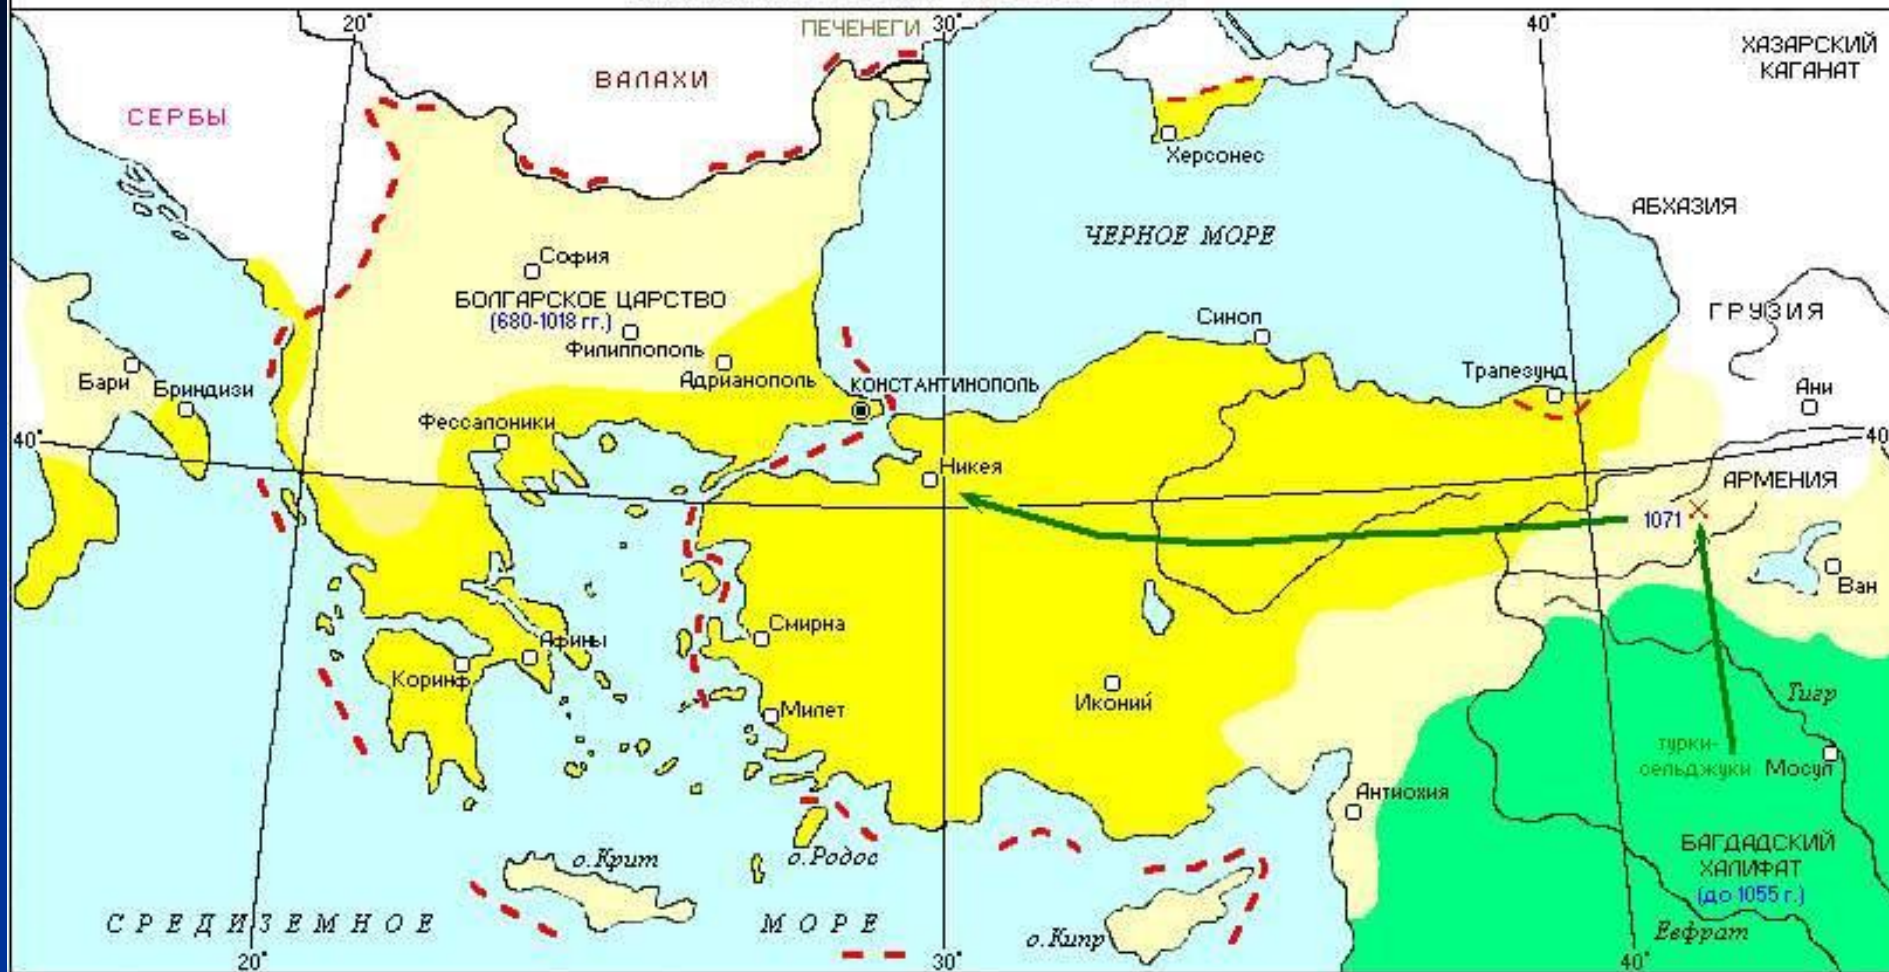 20°
ПЕЧЕНЕГИ
30°
40°
ХАЗАРСКИЙ
КАГАНАТ
ВАЛАХИ
СЕРБЫ
Херсонес
АБХАЗИЯ
ЧЕРНОЕ МОРЕ
София
БОЛГАРСКОЕ ЦАРСТВО
(680-1018 гг.)
Филиппополь
Синоп
ГРУЗИЯ
Бари
Бриндизи
Адрианополь
КОНСТАНТИНОПОЛЬ
Трапезунд
Ани
Фессалоники
40°
40
Никея
АРМЕНИЯ
1071
Ван
Смирна
Афины
Коринф
Милет
Иконий
Тигр
турки-
сельджуки
Мосул
Антиохия
о.Крит
о.Родос
БАГДАДСКИЙ
ХАЛИФАТ
(до 1055 г.)
СРЕДИЗЕМНОЕ
МОРЕ
о.Кипр
Евфрат
20°
30°
40°